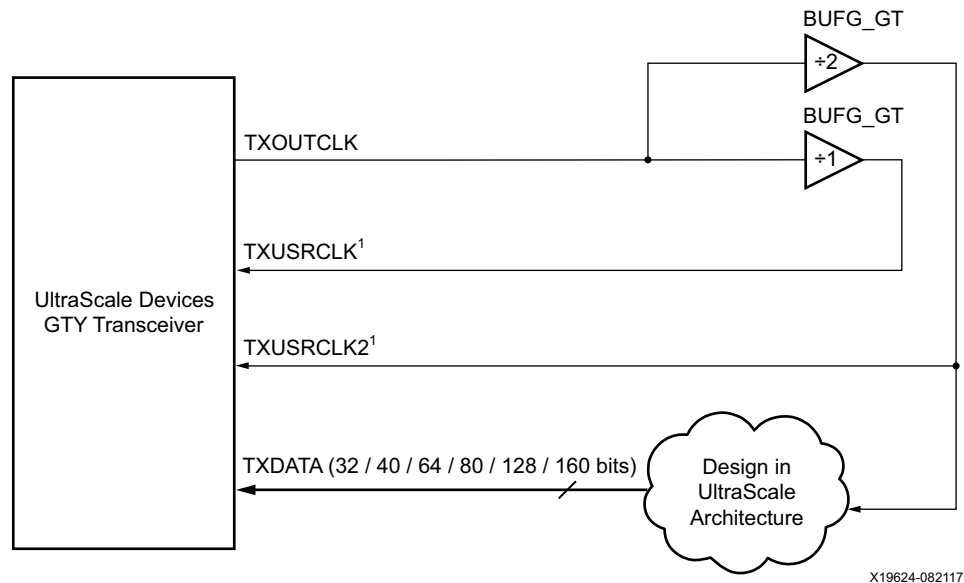 BUFG_GT
÷2
BUFG_GT
÷1
TXOUTCLK
TXUSRCLK¹
UltraScale Devices
GTY Transceiver
TXUSRCLK2¹
TXDATA (32 / 40 / 64 / 80 / 128 / 160 bits)
Design in
UltraScale
Architecture
X19624-082117